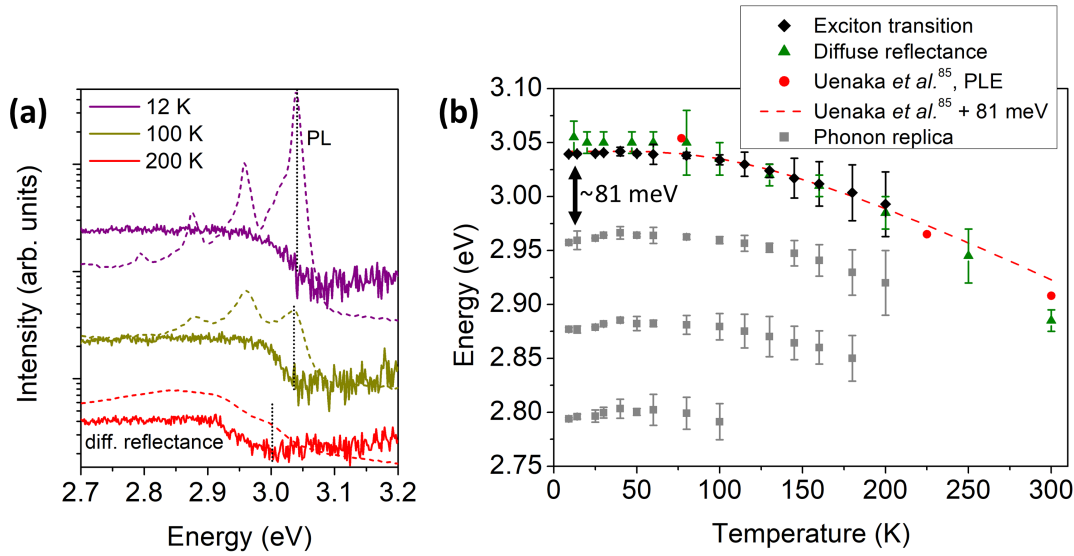 (a)
12 K
100 K
200 K
PL
diff. reflectance
Intensity (arb. units)
2.7 2.8 2.9 3.0 3.1 3.2
Energy (eV)
(b)
Exciton transition
Diffuse reflectance
Uenaka et al.85, PLE
Uenaka et al.85 + 81 meV
Phonon replica
~81 meV
3.10
3.05
3.00
2.95
2.90
2.85
2.80
2.75
Energy (eV)
0 50 100 150 200 250 300
Temperature (K)